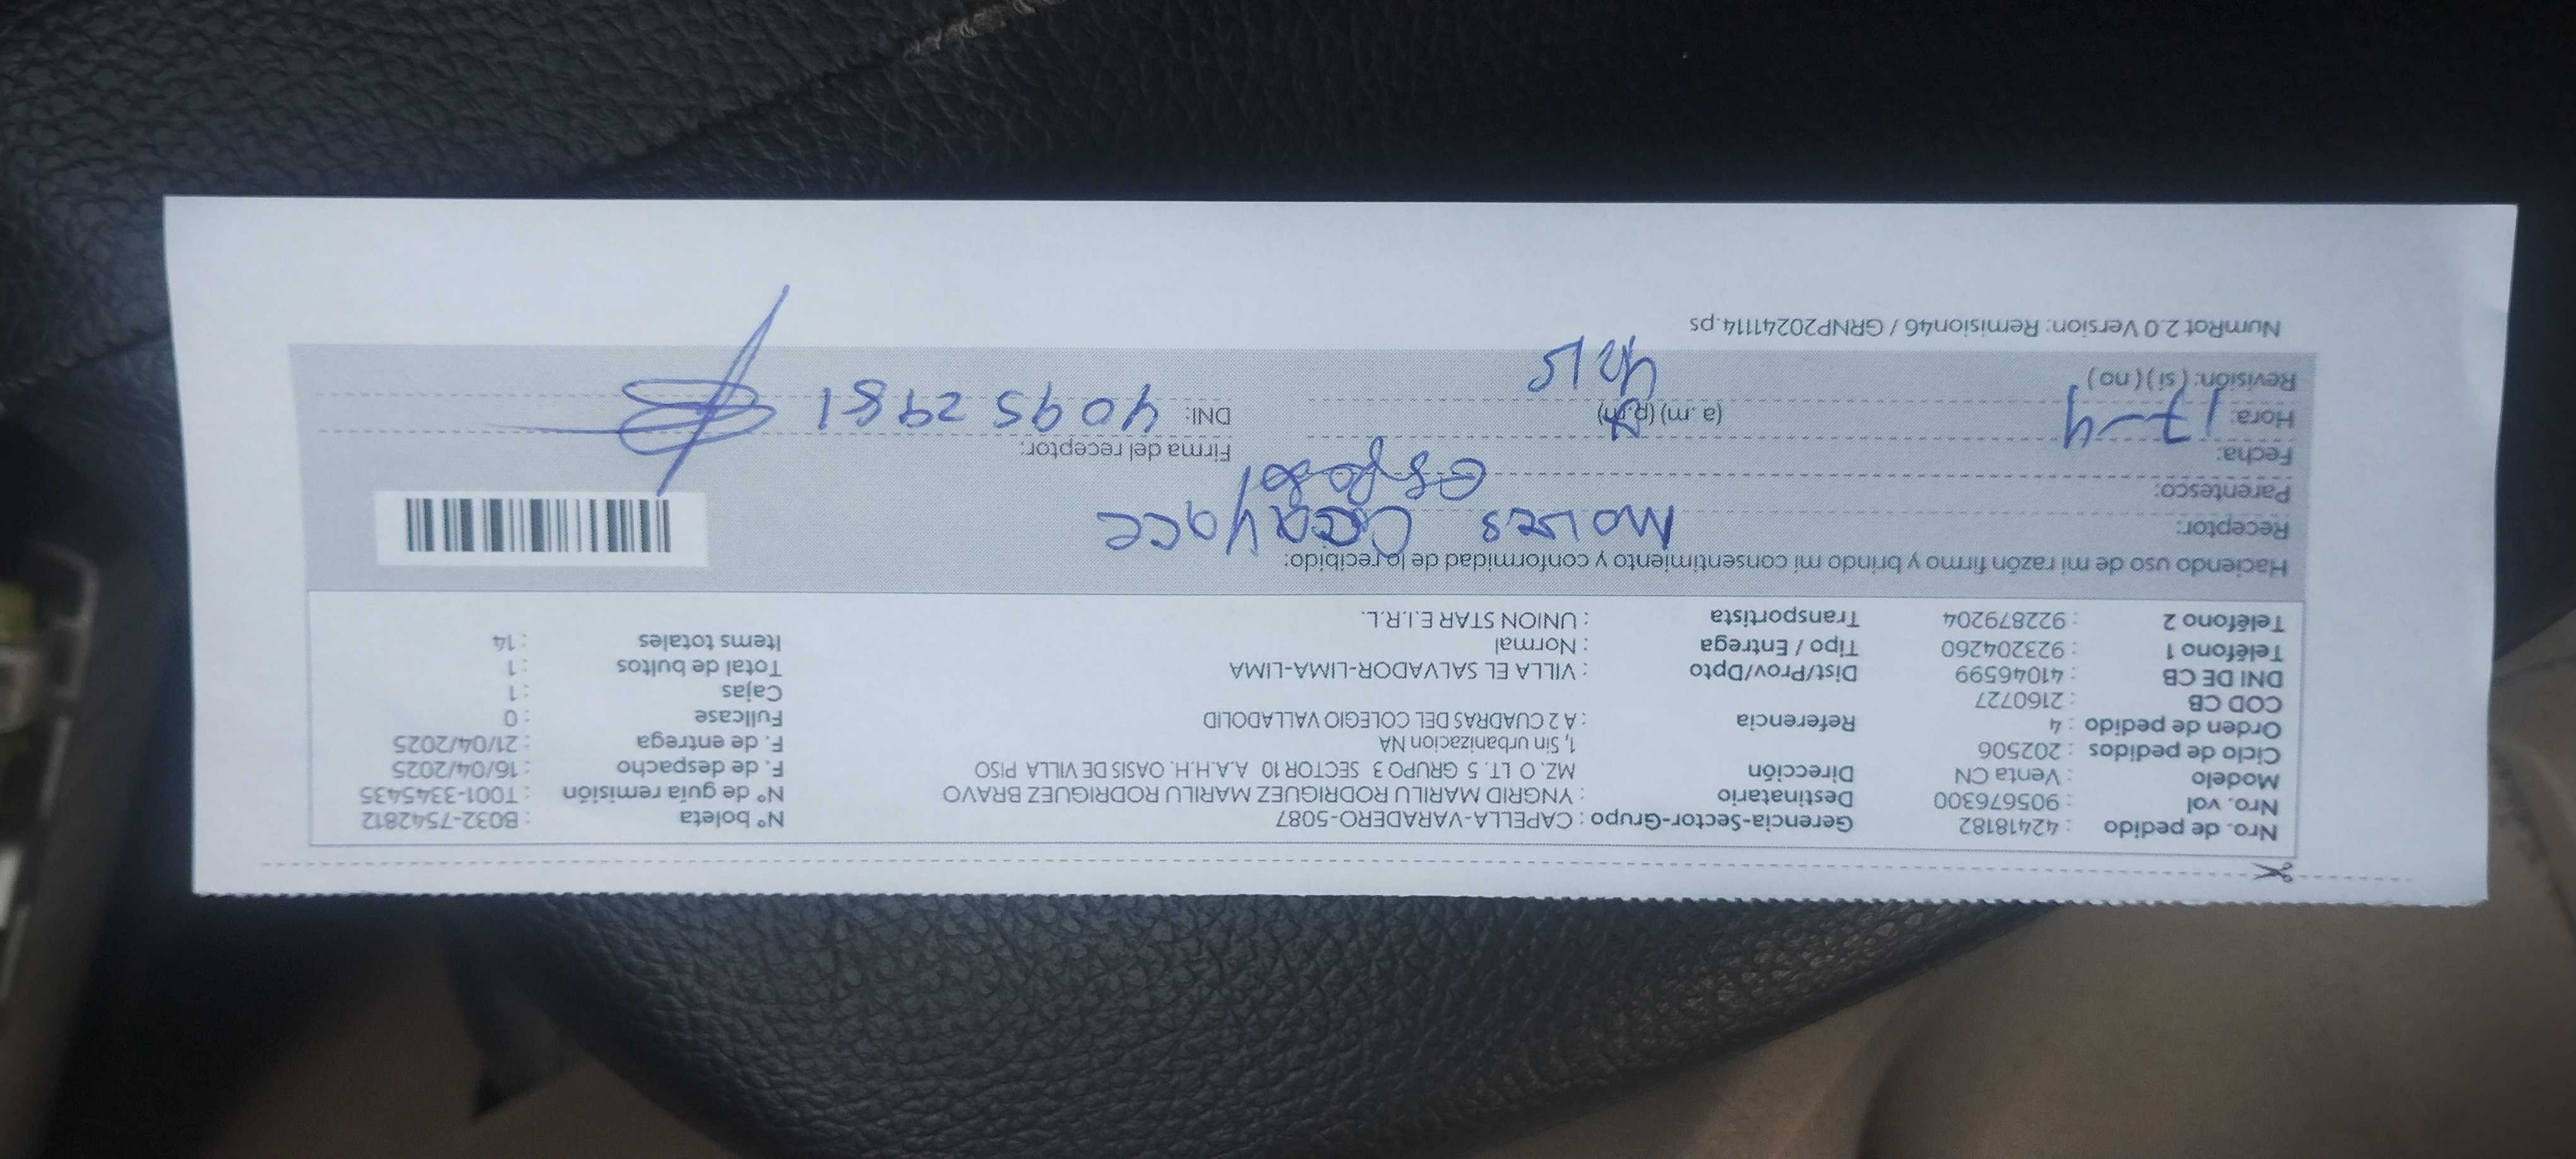 Nro. de pedido : 42418182 Gerencia-Sector-Grupo : CAPELLA-VARADERO-5087 N° boleta : B032-7542812
Nro. vol : 905676300 Destinatario : YNGRID MARILU RODRIGUEZ MARILU RODRIGUEZ BRAVO N° de guía remisión : T001-3345435
Modelo : Venta CN Dirección MZ. O LT. 5 GRUPO 3 SECTOR 10 A.A.H.H. OASIS DE VILLA PISO F. de despacho : 16/04/2025
Ciclo de pedidos : 202506 1, Sin urbanizacion NA F. de entrega : 21/04/2025
Orden de pedido : 4 Referencia : A 2 CUADRAS DEL COLEGIO VALLADOLID Fullcase : 0
COD CB : 2160727 Cajas : 1
DNI DE CB : 41046599 Dist/Prov/Dpto : VILLA EL SALVADOR-LIMA-LIMA Total de bultos : 1
Teléfono 1 : 923204260 Tipo / Entrega : Normal Items totales : 14
Teléfono 2 : 922879204 Transportista : UNION STAR E.I.R.L.
Haciendo uso de mi razón firmo y brindo mi consentimiento y conformidad de lo recibido:
Receptor:
Parentesco: esposo
Fecha: 17-4 Firma del receptor:
Hora: (a .m) (p.m) DNI: 40952981
Revisión: ( si ) ( no )
NumRot 2.0 Version: Remision46 / GRNP20241114.ps